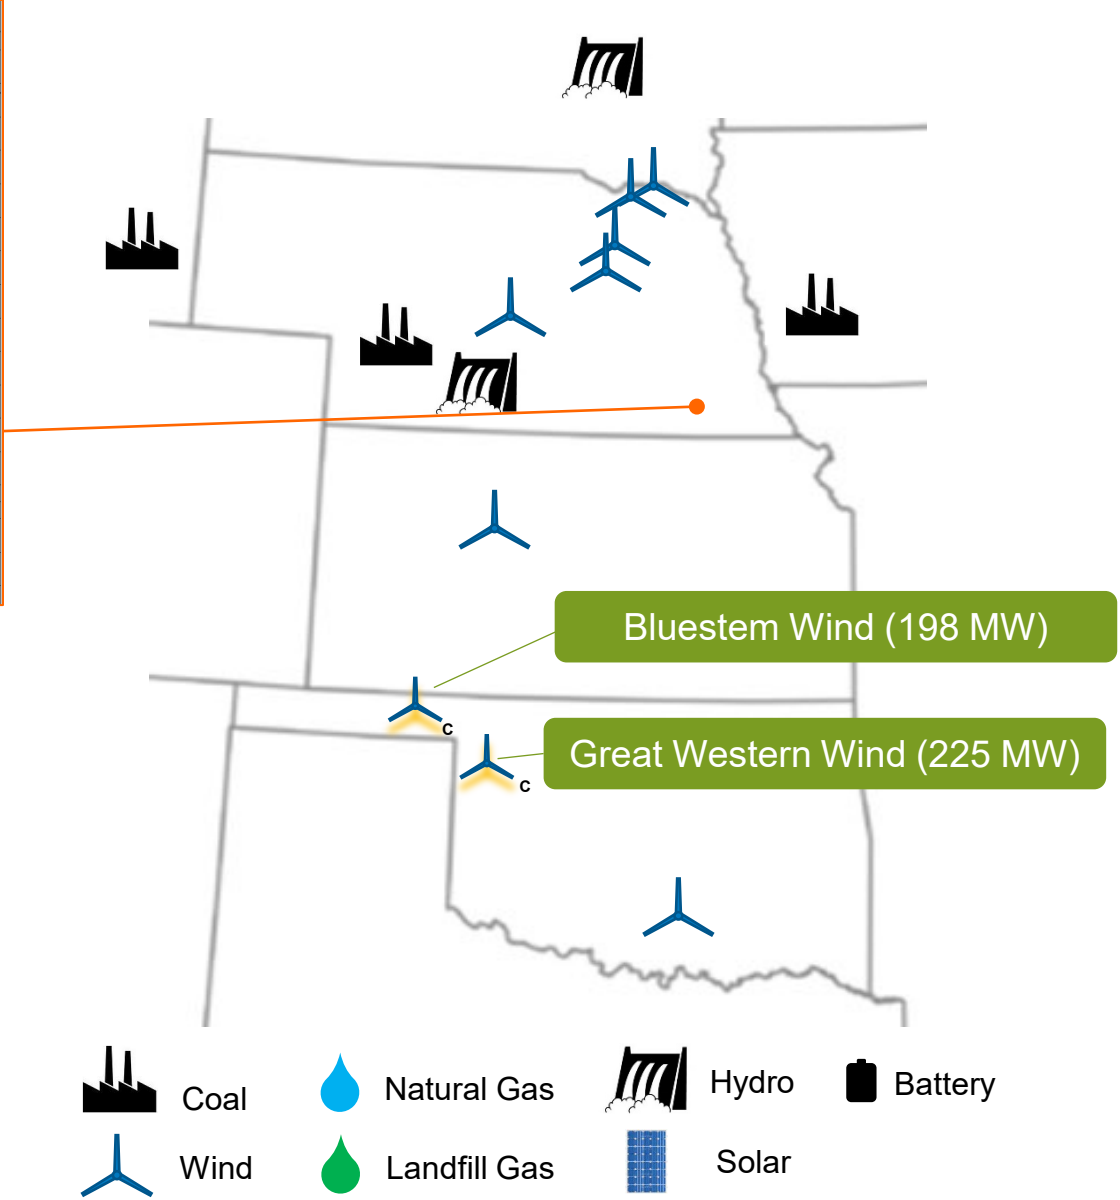 Bluestem Wind (198 MW)
C
Great Western Wind (225 MW)
C
Coal
Natural Gas
Hydro
Battery
Wind
Landfill Gas
Solar